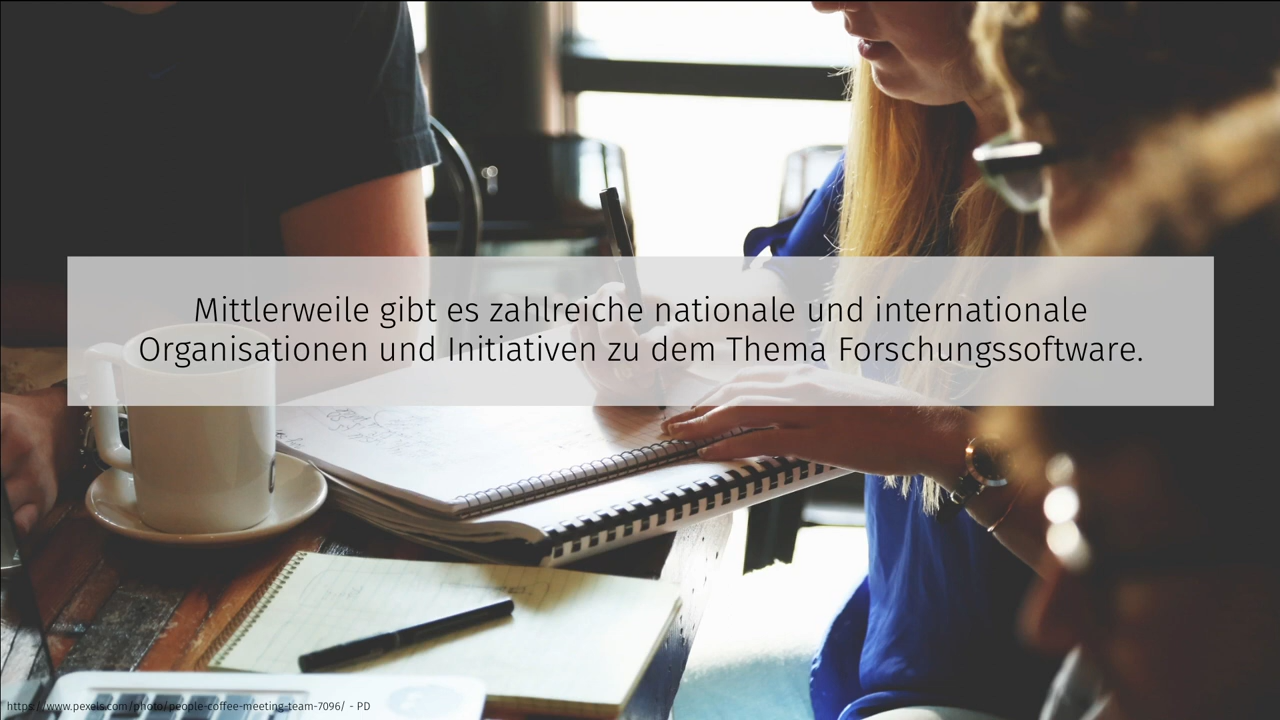 Mittlerweile gibt es zahlreiche nationale und internationale
Organisationen und Initiativen zu dem Thema Forschungssoftware.
https://www.pexels.com/photo/people-coffee-meeting-team-7096/ - PD